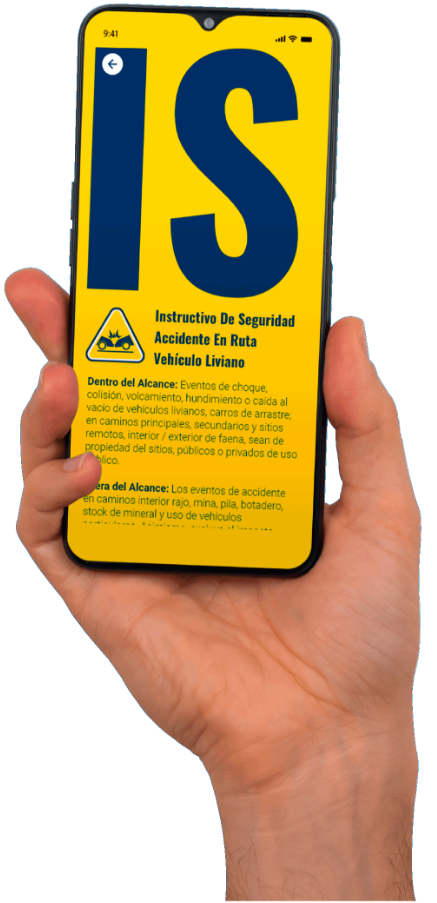 9:41
IS
Instructivo De Seguridad
Accidente En Ruta
Vehículo Liviano
Dentro del Alcance: Eventos de choque,
colisión, volcamiento, hundimiento o caída al
vacío de vehículos livianos, carros de arrastre;
en caminos principales, secundarios y sitios
remotos, interior / exterior de faena, sean de
propiedad del sitios, públicos o privados de uso
del Alcance: Los eventos de accidente
en caminos interior rajo, mina, pila, botadero,
stock de mineral y uso de vehículos